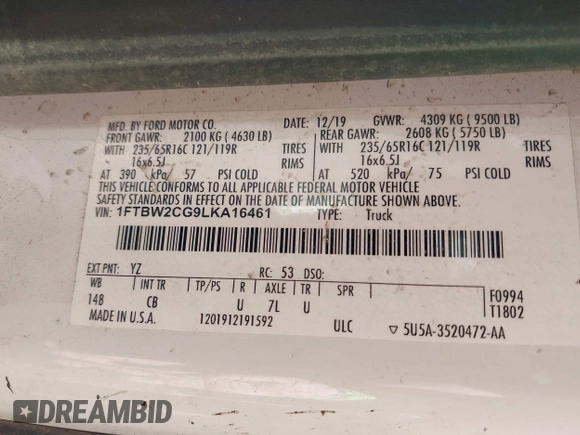 MFD. BY FORD MOTOR CO. DATE: 12/19 GVWR: 4309 KG ( 9500 LB)
FRONT GAWR: 2100 KG ( 4630 LB) REAR GAWR: 2608 KG ( 5750 LB)
WITH 235/65R16C 121/119R TIRES WITH 235/65R16C 121/119R TIRES
16x6.5J RIMS 16x6.5J RIMS
AT 390 kPa/ 57 PSI COLD AT 520 kPa/ 75 PSI COLD
THIS VEHICLE CONFORMS TO ALL APPLICABLE FEDERAL MOTOR VEHICLE
SAFETY STANDARDS IN EFFECT ON THE DATE OF MANUFACTURE SHOWN ABOVE.
VIN: 1FTBW2CG9LKA16461 TYPE: Truck
EXT PNT: YZ RC: 53 DSO:
WB INT TR TP/PS R AXLE TR SPR F0994
148 CB U 7L U T1802
MADE IN U.S.A. 1201912191592 ULC ▽ 5U5A-3520472-AA
DREAMBID